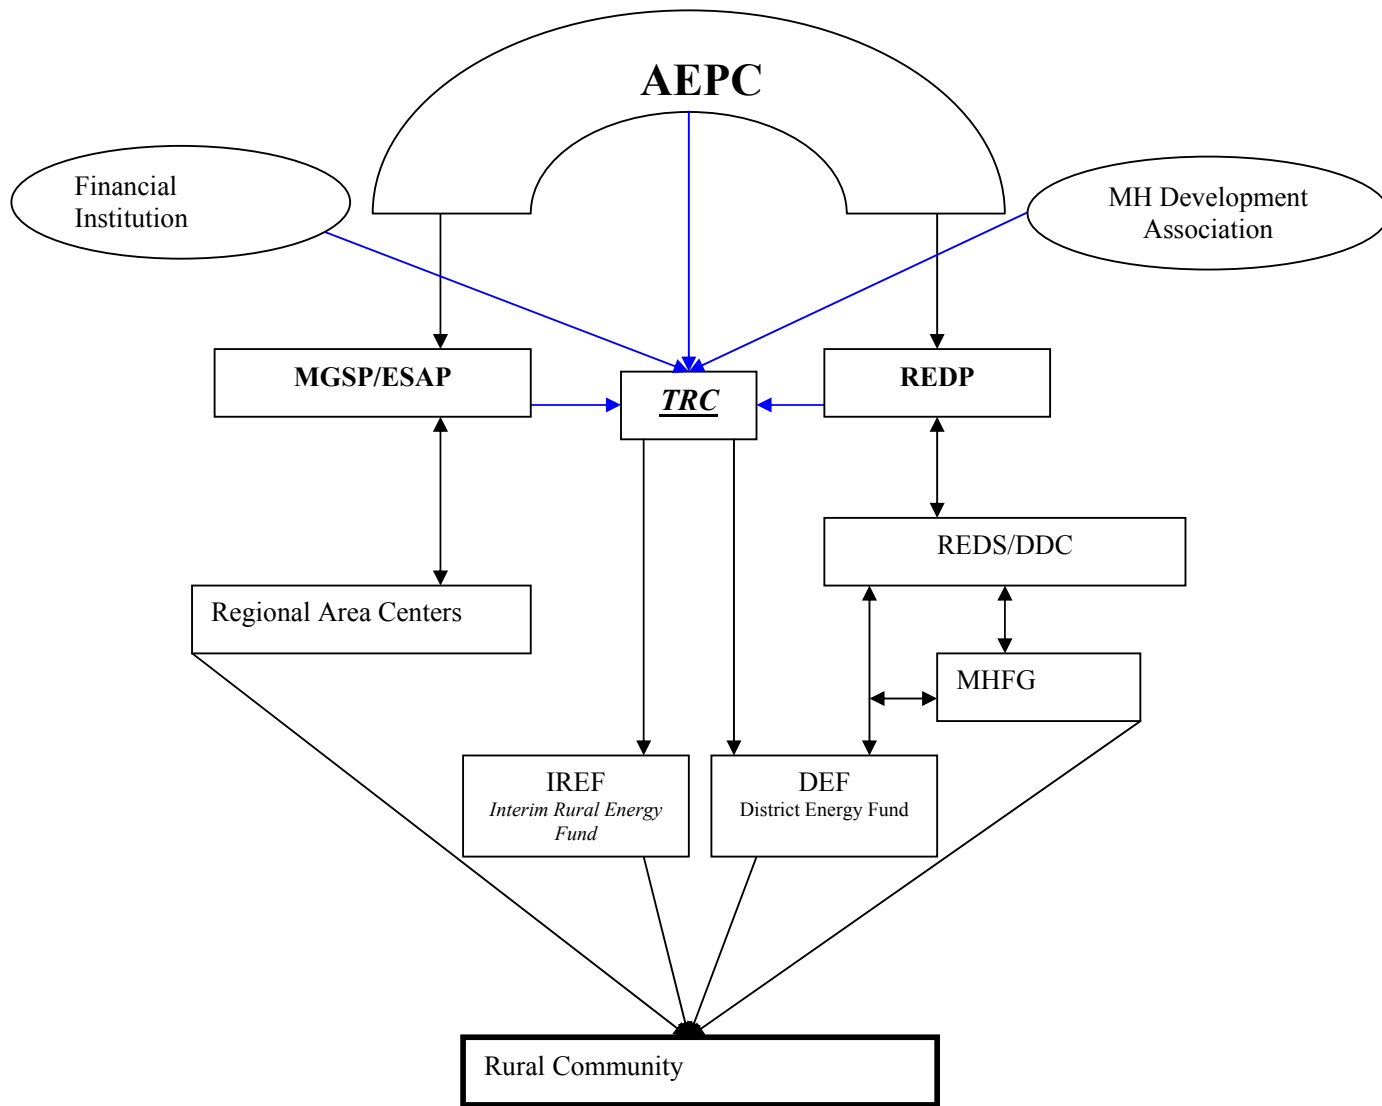 AEPC
Financial
Institution
MH Development
Association
MGSP/ESAP
TRC
REDP
REDS/DDC
Regional Area Centers
MHFG
IREF
Interim Rural Energy
Fund
DEF
District Energy Fund
Rural Community